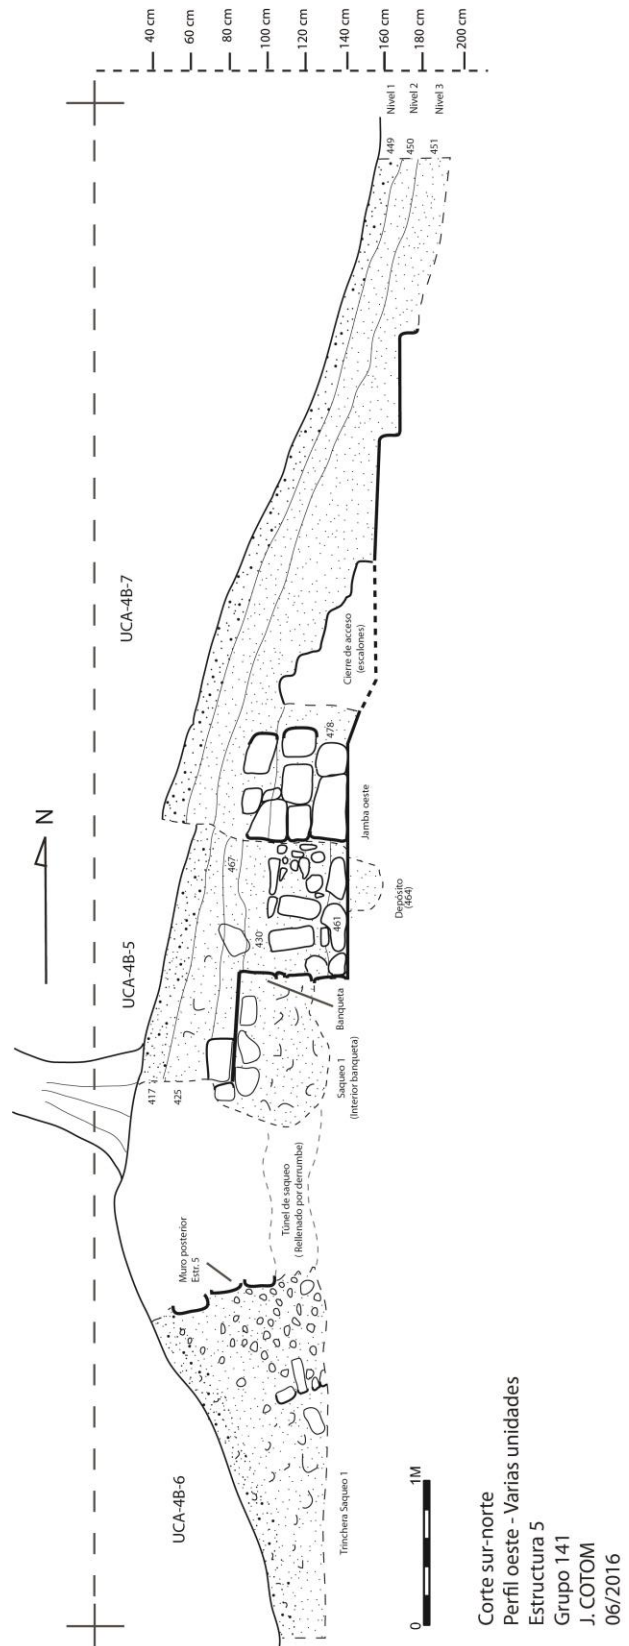 UCA-4B-6
UCA-4B-5
UCA-4B-7
N
40 cm
60 cm
80 cm
100 cm
120 cm
140 cm
160 cm
180 cm
200 cm
Nivel 1
Nivel 2
Nivel 3
449
450
451
417
425
467
430
461
478
Muro posterior
Estr. 5
Túnel de saqueo
( Rellenado por derrumbe)
Saqueo 1
(Interior banqueta)
Banqueta
Depósito
(464)
Jamba oeste
Cierre de acceso
(escalones)
Trinchera Saqueo 1
0
1M
Corte sur-norte
Perfil oeste - Varias unidades
Estructura 5
Grupo 141
J. COTOM
06/2016